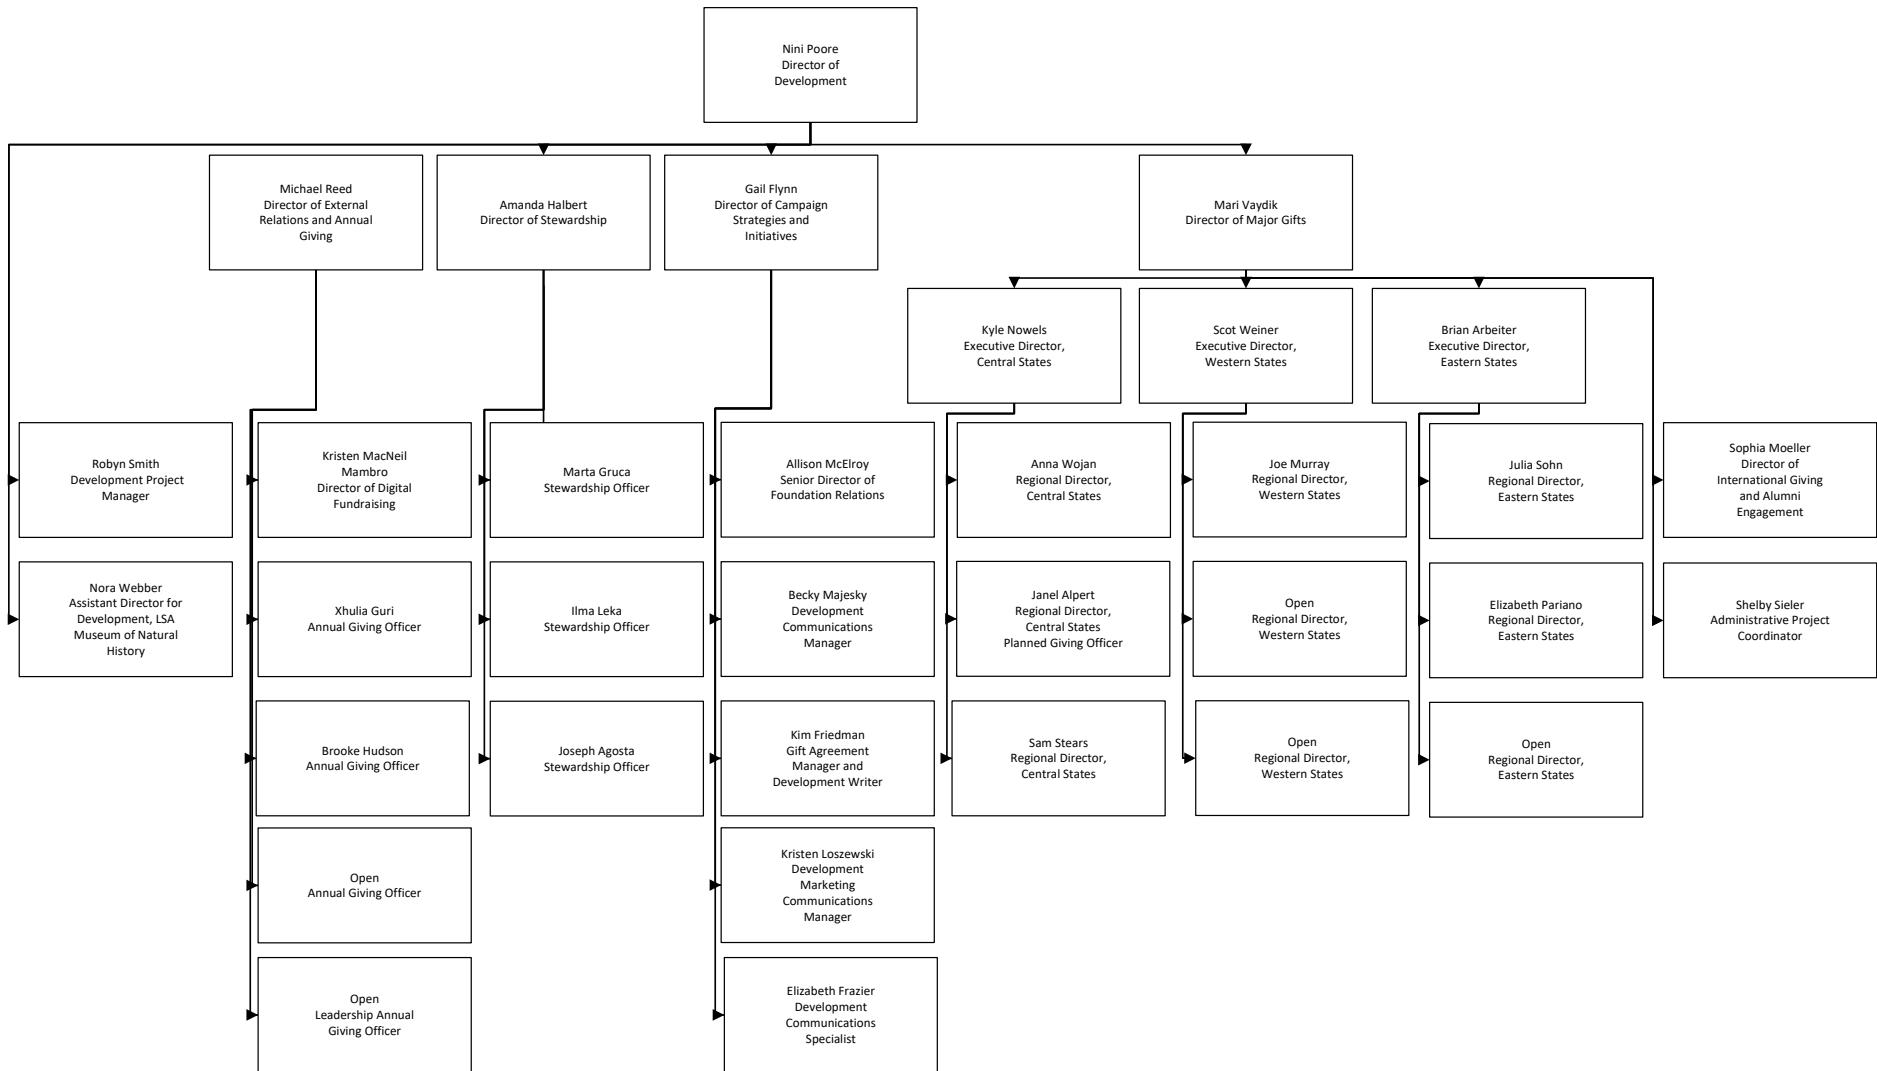 Nini Poore
Director of
Development
Michael Reed
Director of External
Relations and Annual
Giving
Amanda Halbert
Director of Stewardship
Gail Flynn
Director of Campaign
Strategies and
Initiatives
Mari Vaydik
Director of Major Gifts
Kyle Nowels
Executive Director,
Central States
Scot Weiner
Executive Director,
Western States
Brian Arbeiter
Executive Director,
Eastern States
Robyn Smith
Development Project
Manager
Kristen MacNeil
Mambro
Director of Digital
Fundraising
Marta Gruca
Stewardship Officer
Allison McElroy
Senior Director of
Foundation Relations
Anna Wojan
Regional Director,
Central States
Joe Murray
Regional Director,
Western States
Julia Sohn
Regional Director,
Eastern States
Sophia Moeller
Director of
International Giving
and Alumni
Engagement
Nora Webber
Assistant Director for
Development, LSA
Museum of Natural
History
Xhulia Guri
Annual Giving Officer
Ilma Leka
Stewardship Officer
Becky Majesky
Development
Communications
Manager
Janel Alpert
Regional Director,
Central States
Planned Giving Officer
Open
Regional Director,
Western States
Elizabeth Pariano
Regional Director,
Eastern States
Shelby Sieler
Administrative Project
Coordinator
Brooke Hudson
Annual Giving Officer
Joseph Agosta
Stewardship Officer
Kim Friedman
Gift Agreement
Manager and
Development Writer
Sam Stears
Regional Director,
Central States
Open
Regional Director,
Western States
Open
Regional Director,
Eastern States
Open
Annual Giving Officer
Kristen Loszewski
Development
Marketing
Communications
Manager
Open
Leadership Annual
Giving Officer
Elizabeth Frazier
Development
Communications
Specialist